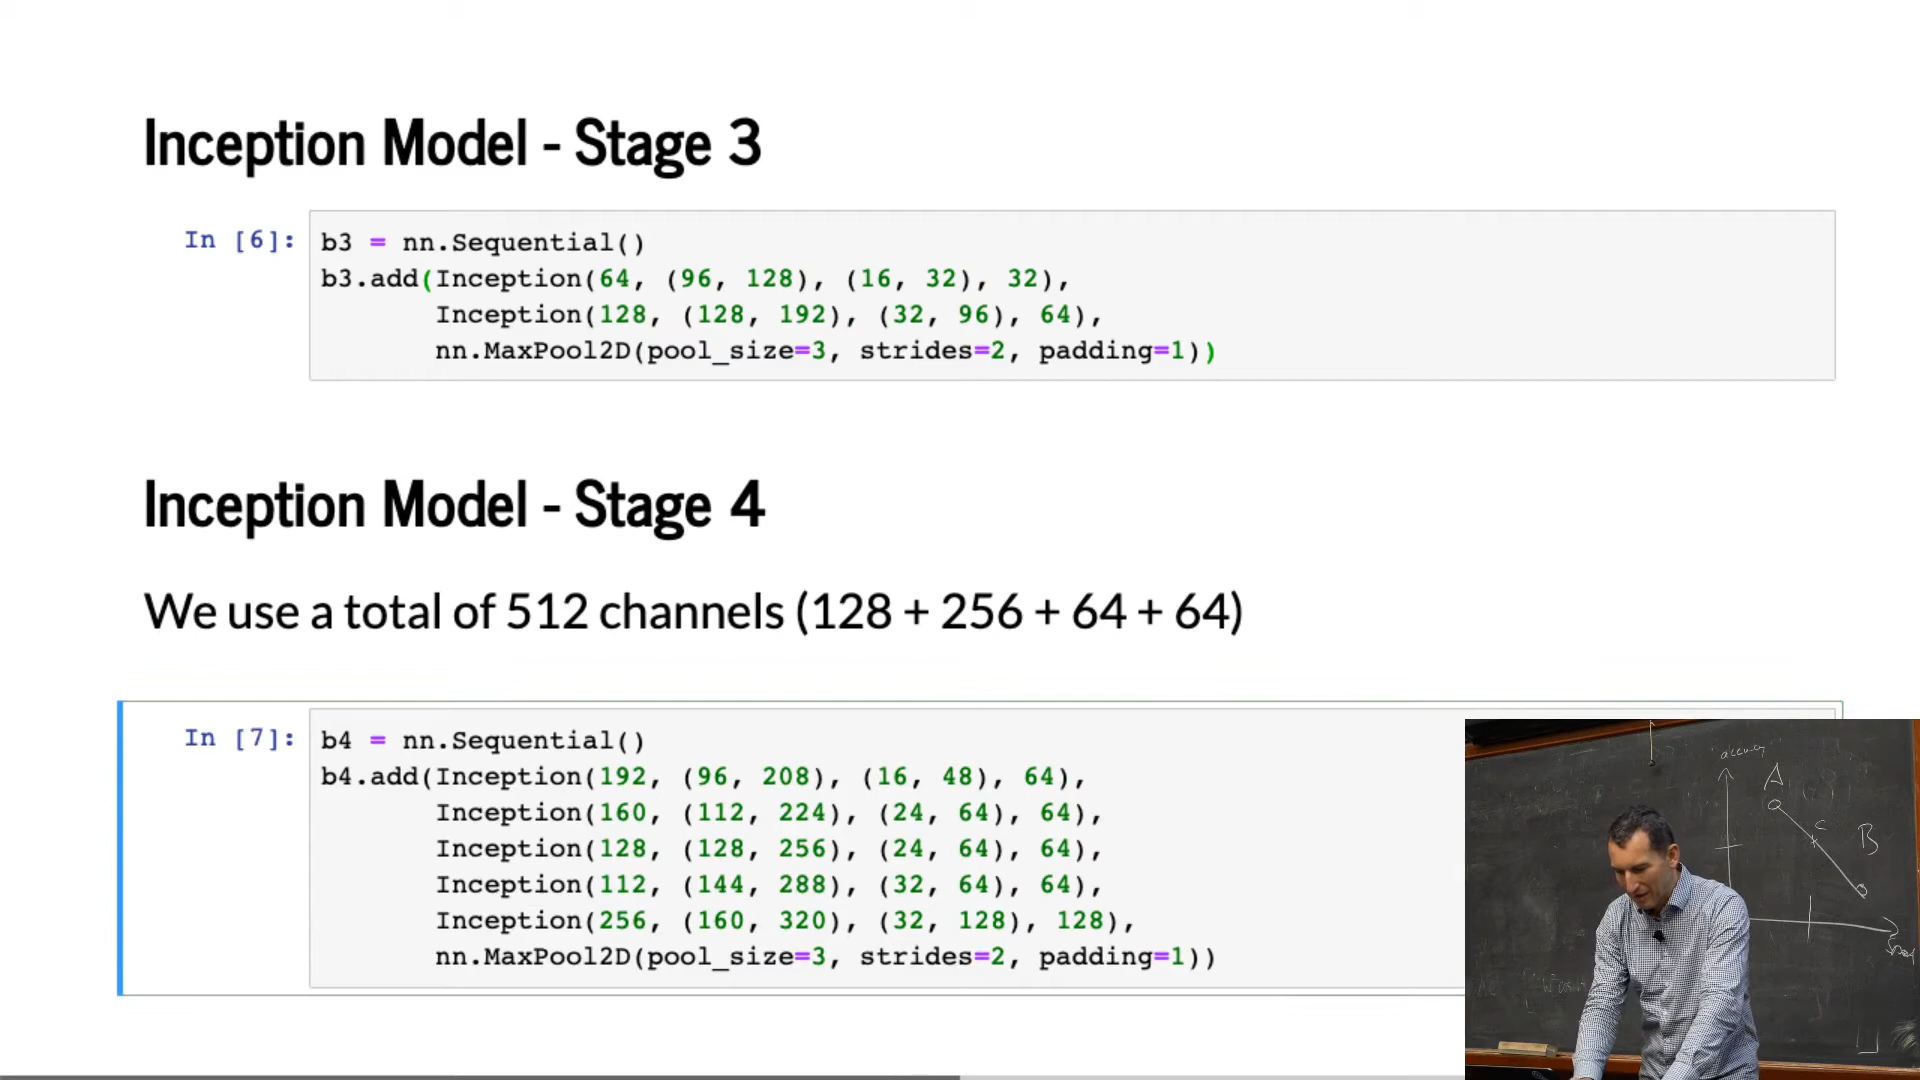 Inception Model - Stage 3
In [6]:
b3 = nn.Sequential()
b3.add(Inception(64, (96, 128), (16, 32), 32),
Inception(128, (128, 192), (32, 96), 64),
nn.MaxPool2D(pool_size=3, strides=2, padding=1))
Inception Model - Stage 4
We use a total of 512 channels (128 + 256 + 64 + 64)
In [7]:
b4 = nn.Sequential()
b4.add(Inception(192, (96, 208), (16, 48), 64),
Inception(160, (112, 224), (24, 64), 64),
Inception(128, (128, 256), (24, 64), 64),
Inception(112, (144, 288), (32, 64), 64),
Inception(256, (160, 320), (32, 128), 128),
nn.MaxPool2D(pool_size=3, strides=2, padding=1))
A
C
B